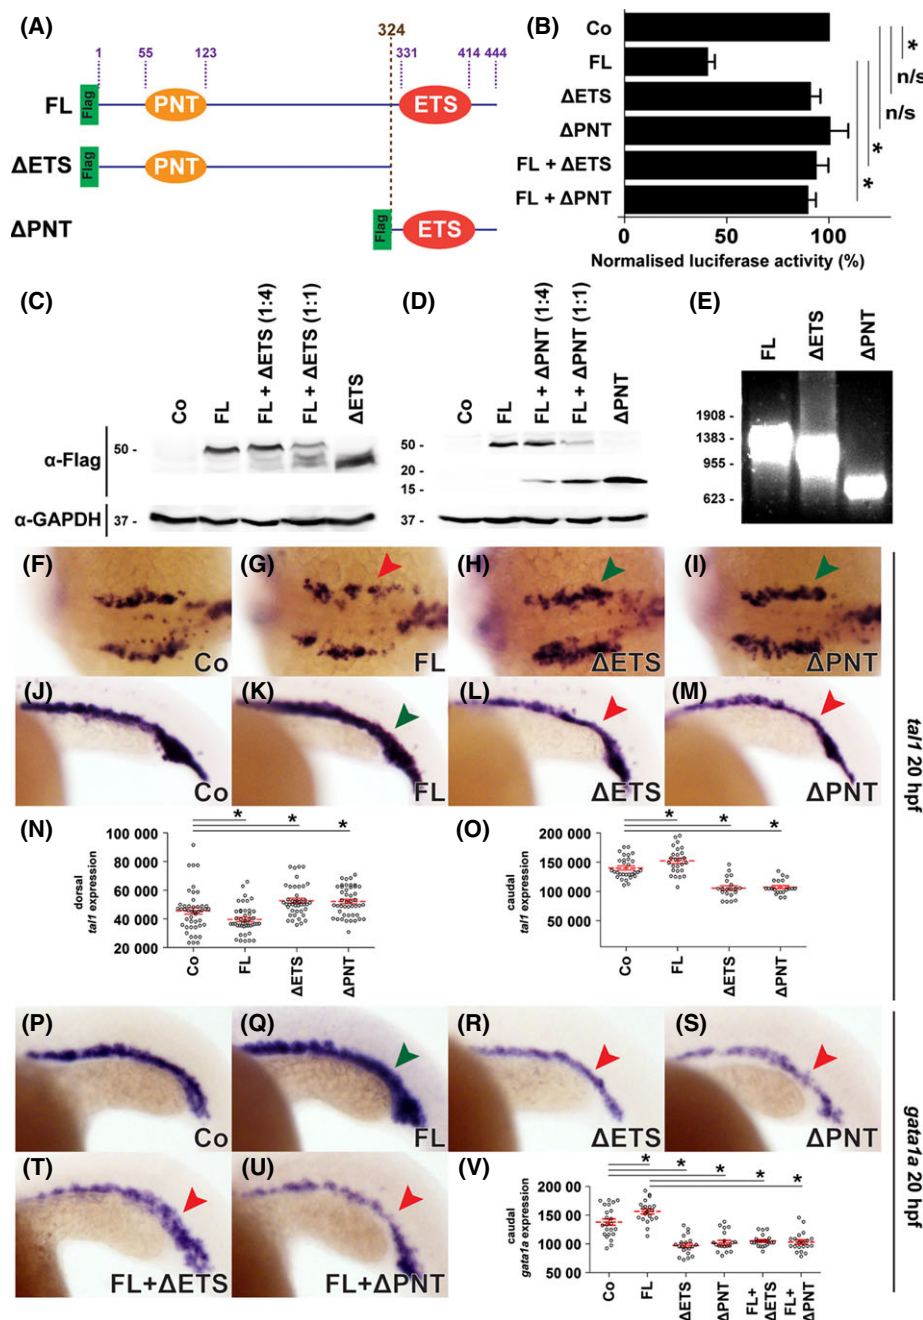 (A)
324
1 55 123 331 414 444
FL Flag PNT ETS
ΔETS Flag PNT
ΔPNT Flag ETS
(B)
Co
FL
ΔETS
ΔPNT
FL + ΔETS
FL + ΔPNT
*
n/s
n/s
*
*
0 50 100
Normalised luciferase activity (%)
(C)
Co FL FL + ΔETS (1:4) FL + ΔETS (1:1) ΔETS
α-Flag
50 -
α-GAPDH
37 -
(D)
Co FL FL + ΔPNT (1:4) FL + ΔPNT (1:1) ΔPNT
50 -
20 -
15 -
37 -
(E)
FL ΔETS ΔPNT
1908 -
1383 -
955 -
623 -
(F) Co
(G) FL
(H) ΔETS
(I) ΔPNT
(J) Co
(K) FL
(L) ΔETS
(M) ΔPNT
tal1 20 hpf
(N)
dorsal
tal1 expression
100 000
80 000
60 000
40 000
20 000
* * *
Co FL ΔETS ΔPNT
(O)
caudal
tal1 expression
200 000
150 000
100 000
50 000
* * *
Co FL ΔETS ΔPNT
(P) Co
(Q) FL
(R) ΔETS
(S) ΔPNT
(T) FL+ΔETS
(U) FL+ΔPNT
gata1a 20 hpf
(V)
caudal
gata1a expression
200 00
150 000
100 000
50 00
* * * * *
Co FL ΔETS ΔPNT FL+ ΔETS FL+ ΔPNT